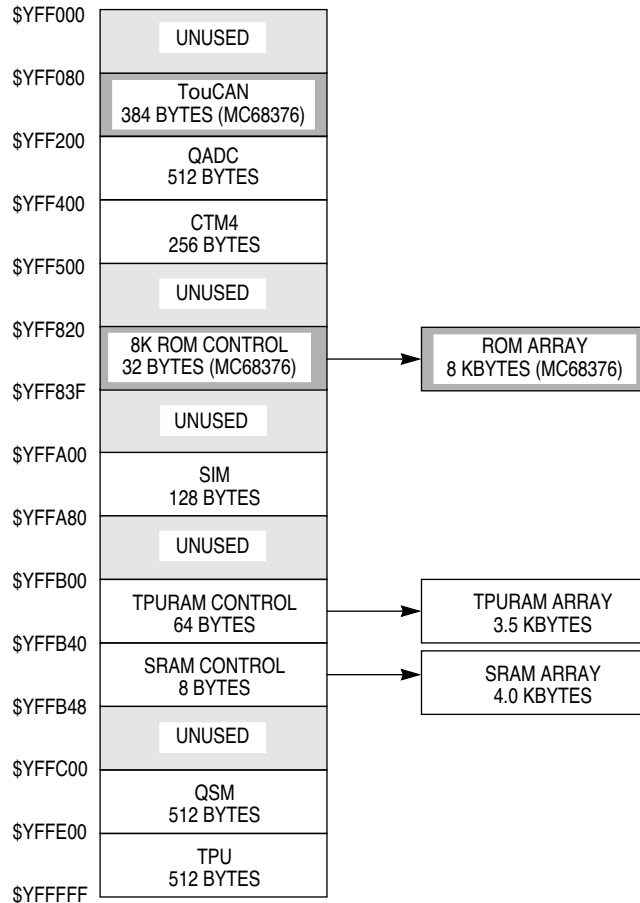 $YFF000
UNUSED
$YFF080
TouCAN
384 BYTES (MC68376)
$YFF200
QADC
512 BYTES
$YFF400
CTM4
256 BYTES
$YFF500
UNUSED
$YFF820
8K ROM CONTROL
32 BYTES (MC68376)
ROM ARRAY
8 KBYTES (MC68376)
$YFF83F
UNUSED
$YFFA00
SIM
128 BYTES
$YFFA80
UNUSED
$YFFB00
TPURAM CONTROL
64 BYTES
TPURAM ARRAY
3.5 KBYTES
$YFFB40
SRAM CONTROL
8 BYTES
SRAM ARRAY
4.0 KBYTES
$YFFB48
UNUSED
$YFFC00
QSM
512 BYTES
$YFFE00
TPU
512 BYTES
$YFFFFF